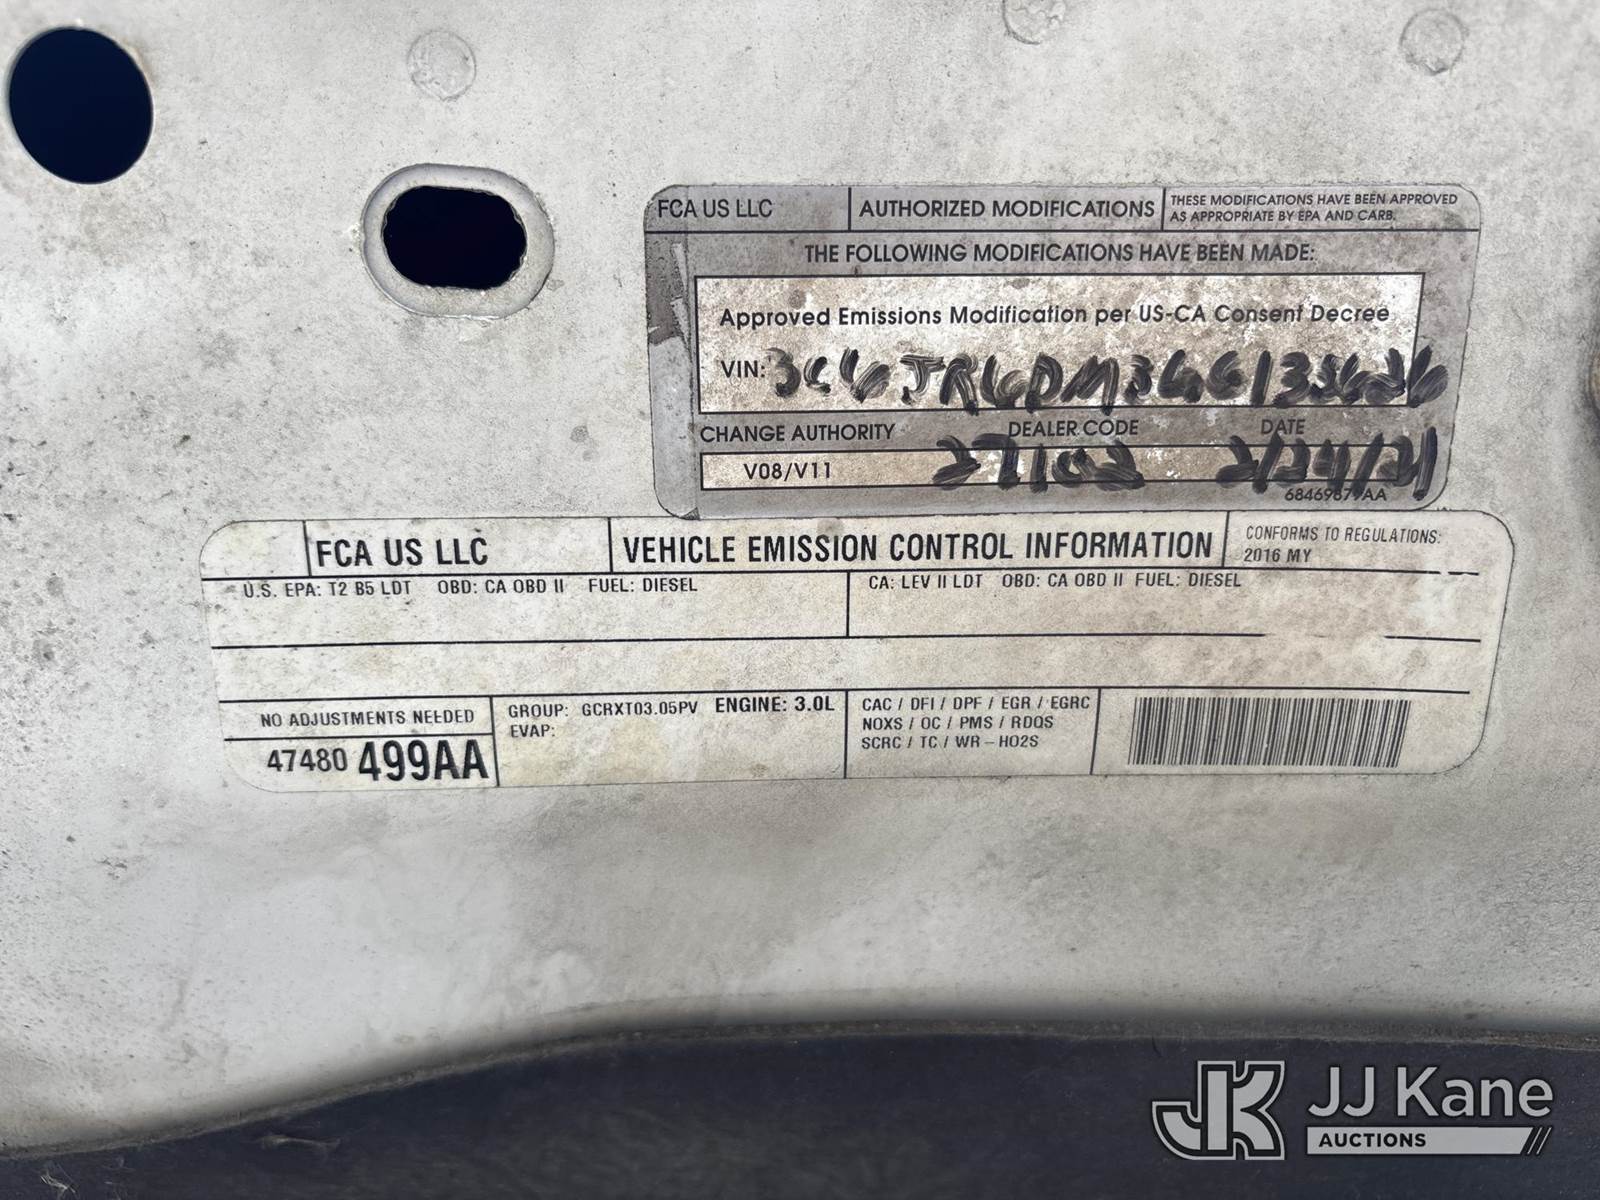 FCA US LLC
AUTHORIZED MODIFICATIONS
THESE MODIFICATIONS HAVE BEEN APPROVED
AS APPROPRIATE BY EPA AND CARB.
THE FOLLOWING MODIFICATIONS HAVE BEEN MADE:
Approved Emissions Modification per US-CA Consent Decree
VIN:
CHANGE AUTHORITY
DEALER CODE
DATE
V08/V11
27102
FCA US LLC
VEHICLE EMISSION CONTROL INFORMATION
CONFORMS TO REGULATIONS:
2016 MY
U.S. EPA: T2 B5 LDT OBD: CA OBD II FUEL: DIESEL
CA: LEV II LDT OBD: CA OBD II FUEL: DIESEL
NO ADJUSTMENTS NEEDED
47480 499AA
GROUP: GCRXT03.05PV ENGINE: 3.0L
EVAP:
CAC / DFI / DPF / EGR / EGRC
NOXS / OC / PMS / RDQS
SCRC / TC / WR - HO2S
JK JJ Kane
AUCTIONS